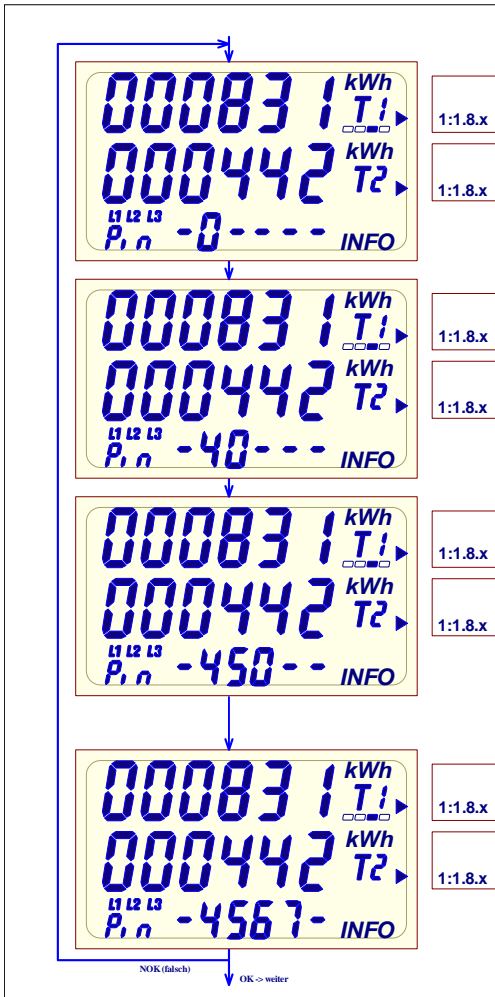 kWh
000831 T1
1:1.8.x
kWh
000442 T2
1:1.8.x
L1 L2 L3
Pin -0---- INFO
kWh
000831 T1
1:1.8.x
kWh
000442 T2
1:1.8.x
L1 L2 L3
Pin -40--- INFO
kWh
000831 T1
1:1.8.x
kWh
000442 T2
1:1.8.x
L1 L2 L3
Pin -450-- INFO
kWh
000831 T1
1:1.8.x
kWh
000442 T2
1:1.8.x
L1 L2 L3
Pin -4567- INFO
NOK (falsch)
OK -> weiter